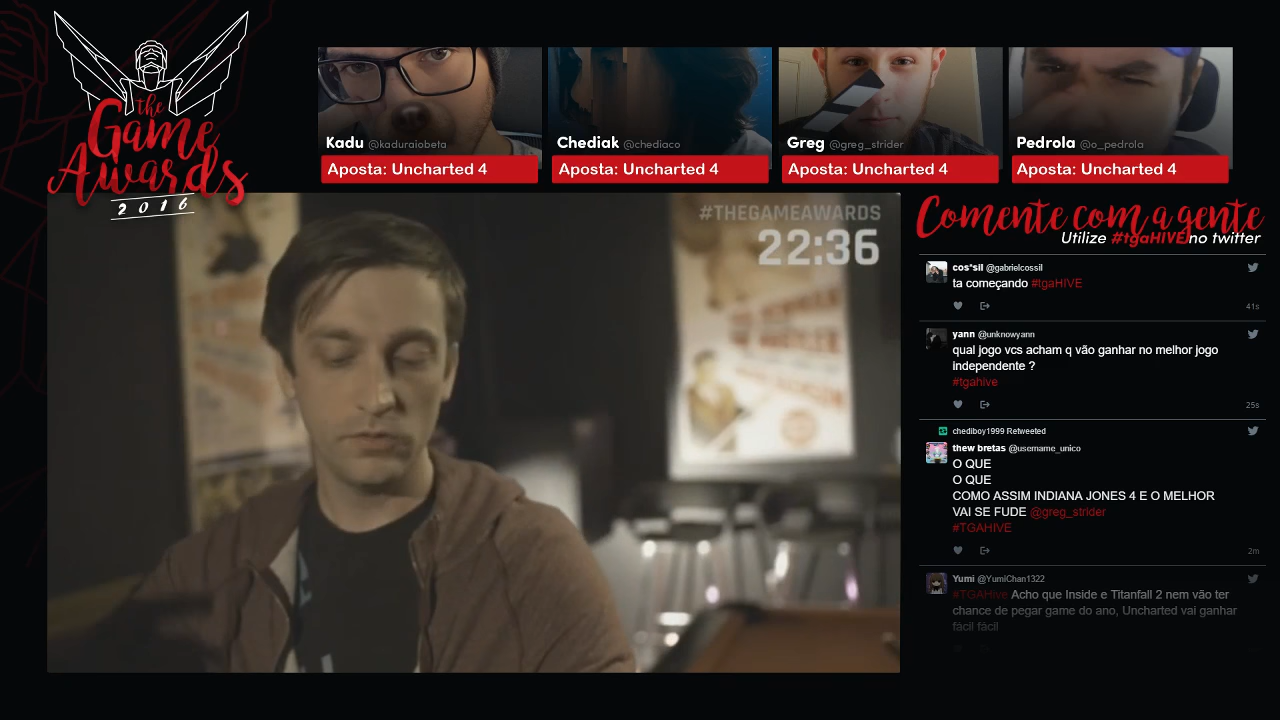 the
Game
Awards
2016
Kadu @kaduraiobeta
Aposta: Uncharted 4
Chediak @chediaco
Aposta: Uncharted 4
Greg @greg_strider
Aposta: Uncharted 4
Pedrola @o_pedrola
Aposta: Uncharted 4
#THEGAMEAWARDS
22:36
Comente com a gente
Utilize #tgaHIVE no twitter
cos*sil @gabrielcossil
ta começando #tgaHIVE
41s
yann @unknowyann
qual jogo vcs acham q vão ganhar no melhor jogo
independente ?
#tgahive
25s
chediboy1999 Retweeted
thew bretas @username_unico
O QUE
O QUE
COMO ASSIM INDIANA JONES 4 E O MELHOR
VAI SE FUDE @greg_strider
#TGAHIVE
2m
Yumi @YumiChan1322
#TGAHive Acho que Inside e Titanfall 2 nem vão ter
chance de pegar game do ano, Uncharted vai ganhar
fácil fácil